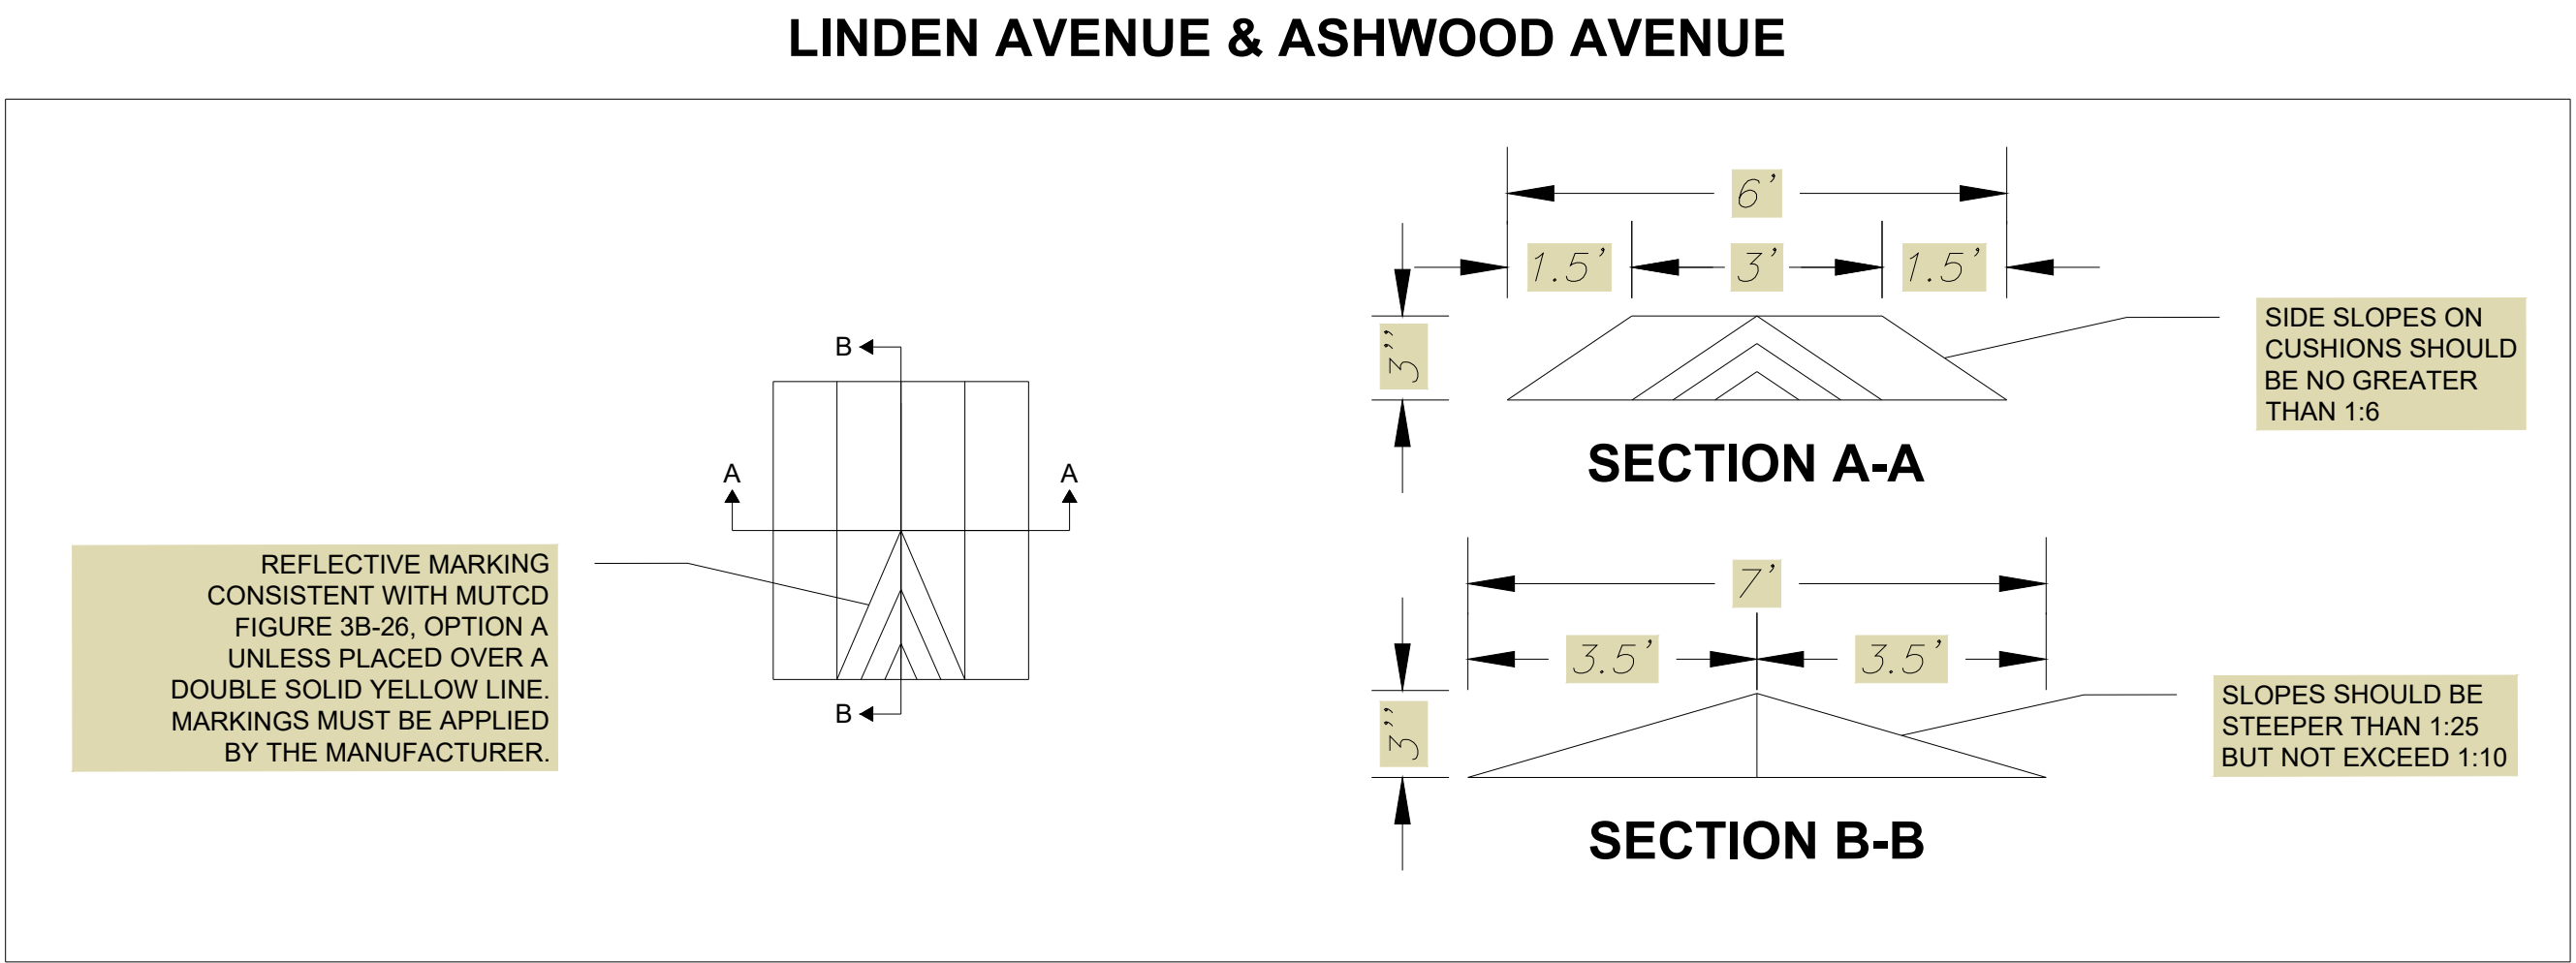 LINDEN AVENUE & ASHWOOD AVENUE
B
A
A
B
REFLECTIVE MARKING
CONSISTENT WITH MUTCD
FIGURE 3B-26, OPTION A
UNLESS PLACED OVER A
DOUBLE SOLID YELLOW LINE.
MARKINGS MUST BE APPLIED
BY THE MANUFACTURER.
6'
1.5'
3'
1.5'
3''
SIDE SLOPES ON
CUSHIONS SHOULD
BE NO GREATER
THAN 1:6
SECTION A-A
7'
3.5'
3.5'
3''
SLOPES SHOULD BE
STEEPER THAN 1:25
BUT NOT EXCEED 1:10
SECTION B-B